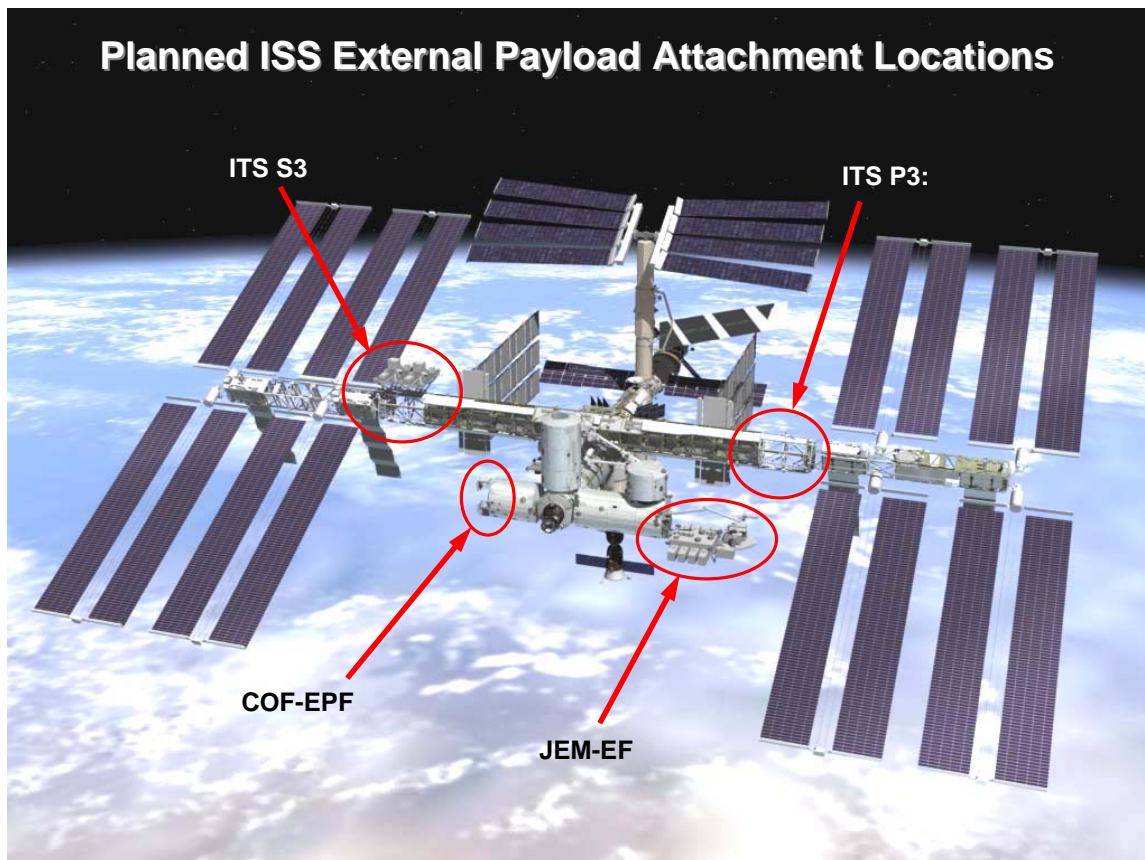 Planned ISS External Payload Attachment Locations
ITS S3
ITS P3:
COF-EPF
JEM-EF